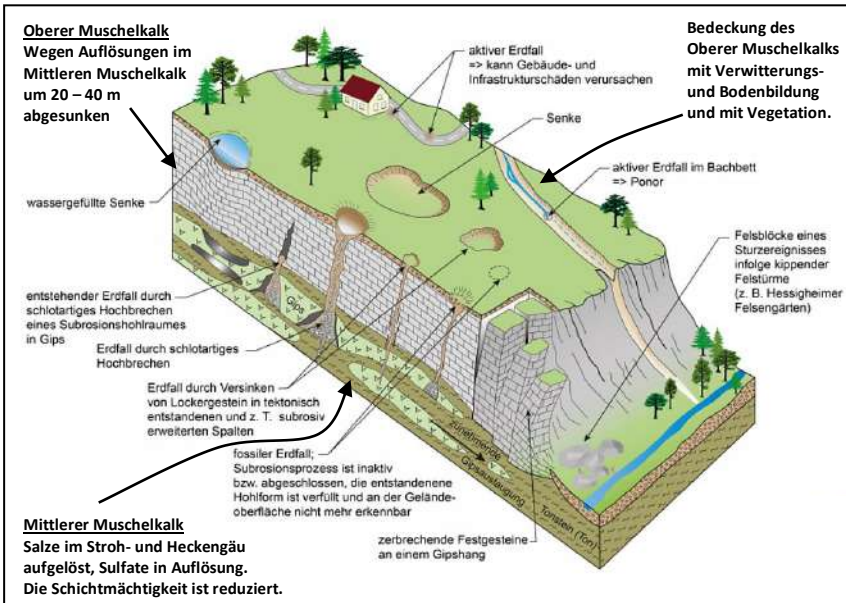 Oberer Muschelkalk
Wegen Auflösungen im
Mittleren Muschelkalk
um 20 – 40 m
abgesunken
aktiver Erdfall
=> kann Gebäude- und
Infrastrukturschäden verursachen
Bedeckung des
Oberer Muschelkalks
mit Verwitterungs-
und Bodenbildung
und mit Vegetation.
Senke
aktiver Erdfall im Bachbett
=> Ponor
wassergefüllte Senke
Felsblöcke eines
Sturzereignisses
infolge kippender
Felstürme
(z. B. Hessigheimer
Felsengärten)
entstehender Erdfall durch
schlotartiges Hochbrechen
eines Subrosionshohlraumes
in Gips
Gips
Erdfall durch schlotartiges
Hochbrechen
Erdfall durch Versinken
von Lockergestein in tektonisch
entstandenen und z. T. subrosiv
erweiterten Spalten
fossiler Erdfall;
Subrosionsprozess ist inaktiv
bzw. abgeschlossen, die entstandene
Hohlform ist verfüllt und an der Gelände-
oberfläche nicht mehr erkennbar
zunehmende
Gipsauslaugung
Tonstein (Ton)
zerbrechende Festgesteine
an einem Gipshang
Mittlerer Muschelkalk
Salze im Stroh- und Heckengäu
aufgelöst, Sulfate in Auflösung.
Die Schichtmächtigkeit ist reduziert.